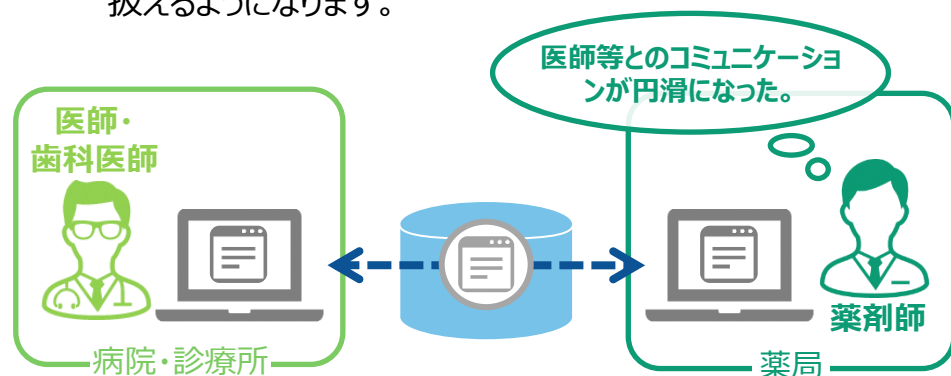 扱えるようになります。
医師等とのコミュニケーショ
ンが円滑になった。
医師・
歯科医師
薬剤師
病院・診療所
薬局